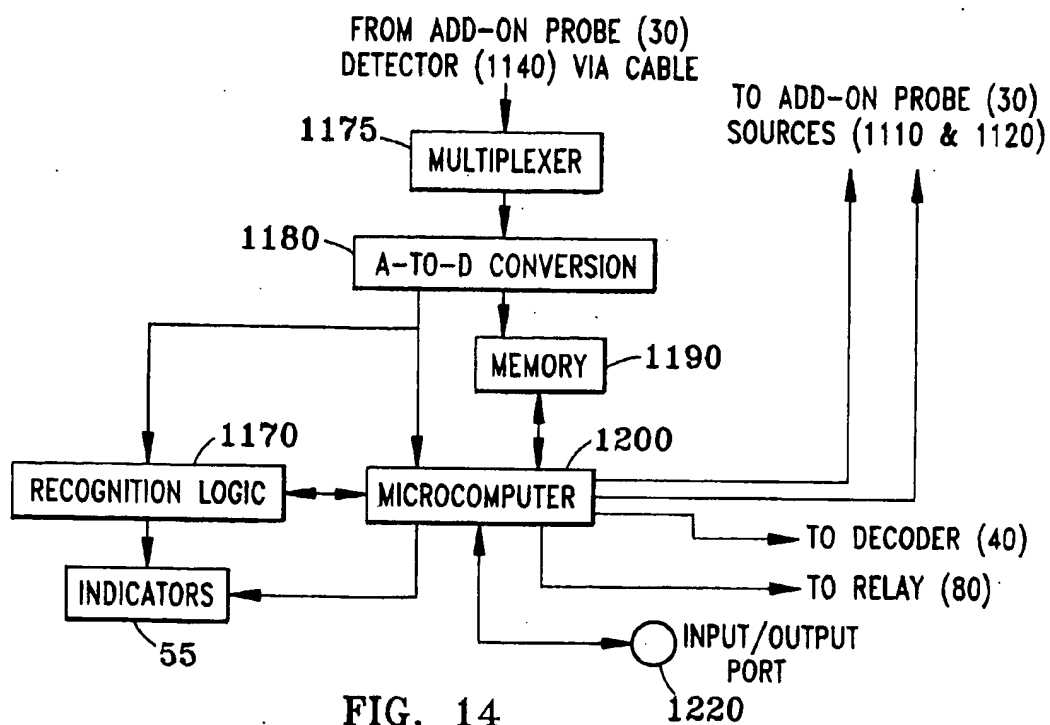 FROM ADD-ON PROBE (30)
DETECTOR (1140) VIA CABLE
TO ADD-ON PROBE (30)
SOURCES (1110 & 1120)
1175
MULTIPLEXER
1180
A-TO-D CONVERSION
MEMORY
1190
1170
1200
RECOGNITION LOGIC
MICROCOMPUTER
TO DECODER (40)
TO RELAY (80)
INDICATORS
55
INPUT/OUTPUT
PORT
1220
FIG. 14